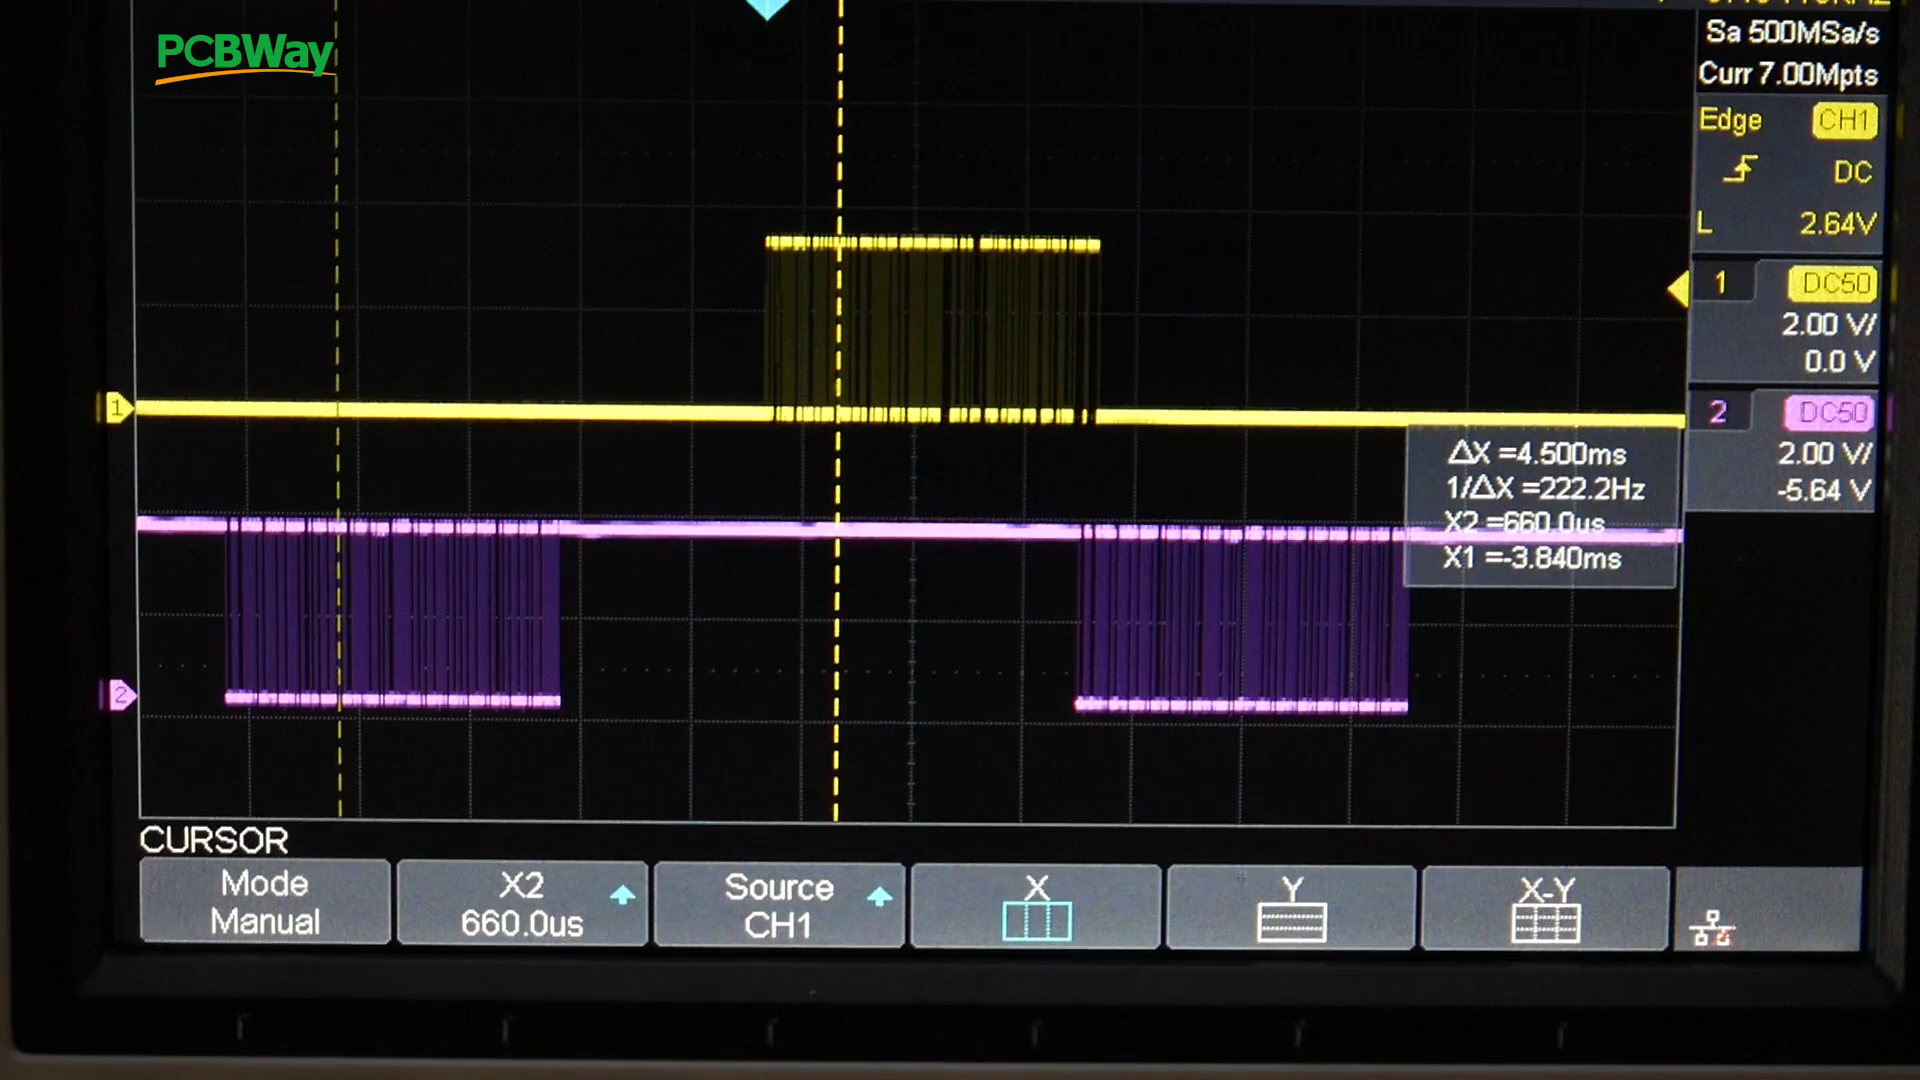 PCBWay
Sa 500MSa/s
Curr 7.00Mpts
Edge CH1
DC
L 2.64V
1 DC50
2.00 V/
0.0 V
2 DC50
2.00 V/
-5.64 V
1
ΔX =4.500ms
1/ΔX =222.2Hz
X2 =660.0us
X1 =-3.840ms
2
CURSOR
Mode
Manual
X2
660.0us
Source
CH1
X
Y
X-Y